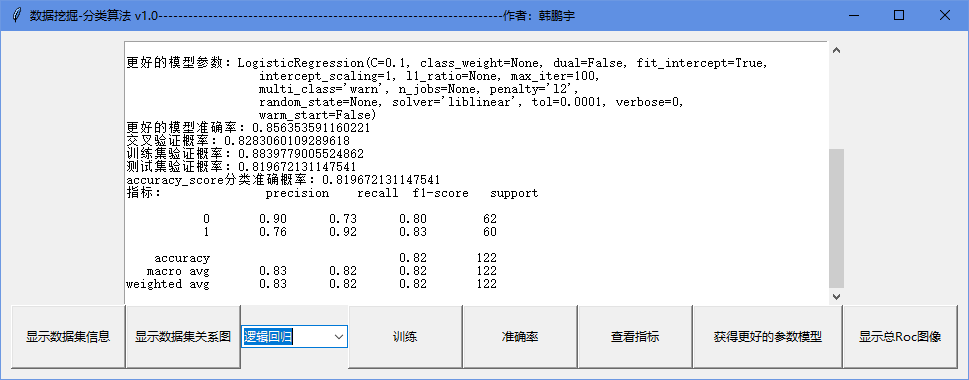 数据挖掘-分类算法 v1.0-----------------------------------------------------------------------作者：韩鹏宇
更好的模型参数：LogisticRegression(C=0.1, class_weight=None, dual=False, fit_intercept=True,
intercept_scaling=1, l1_ratio=None, max_iter=100,
multi_class='warn', n_jobs=None, penalty='l2',
random_state=None, solver='liblinear', tol=0.0001, verbose=0,
warm_start=False)
更好的模型准确率：0.856353591160221
交叉验证概率：0.8283060109289618
训练集验证概率：0.8839779005524862
测试集验证概率：0.819672131147541
accuracy_score分类准确概率：0.819672131147541
指标： precision recall f1-score support
0 0.90 0.73 0.80 62
1 0.76 0.92 0.83 60
accuracy 0.82 122
macro avg 0.83 0.82 0.82 122
weighted avg 0.83 0.82 0.82 122
显示数据集信息 显示数据集关系图 逻辑回归 训练 准确率 查看指标 获得更好的参数模型 显示总Roc图像